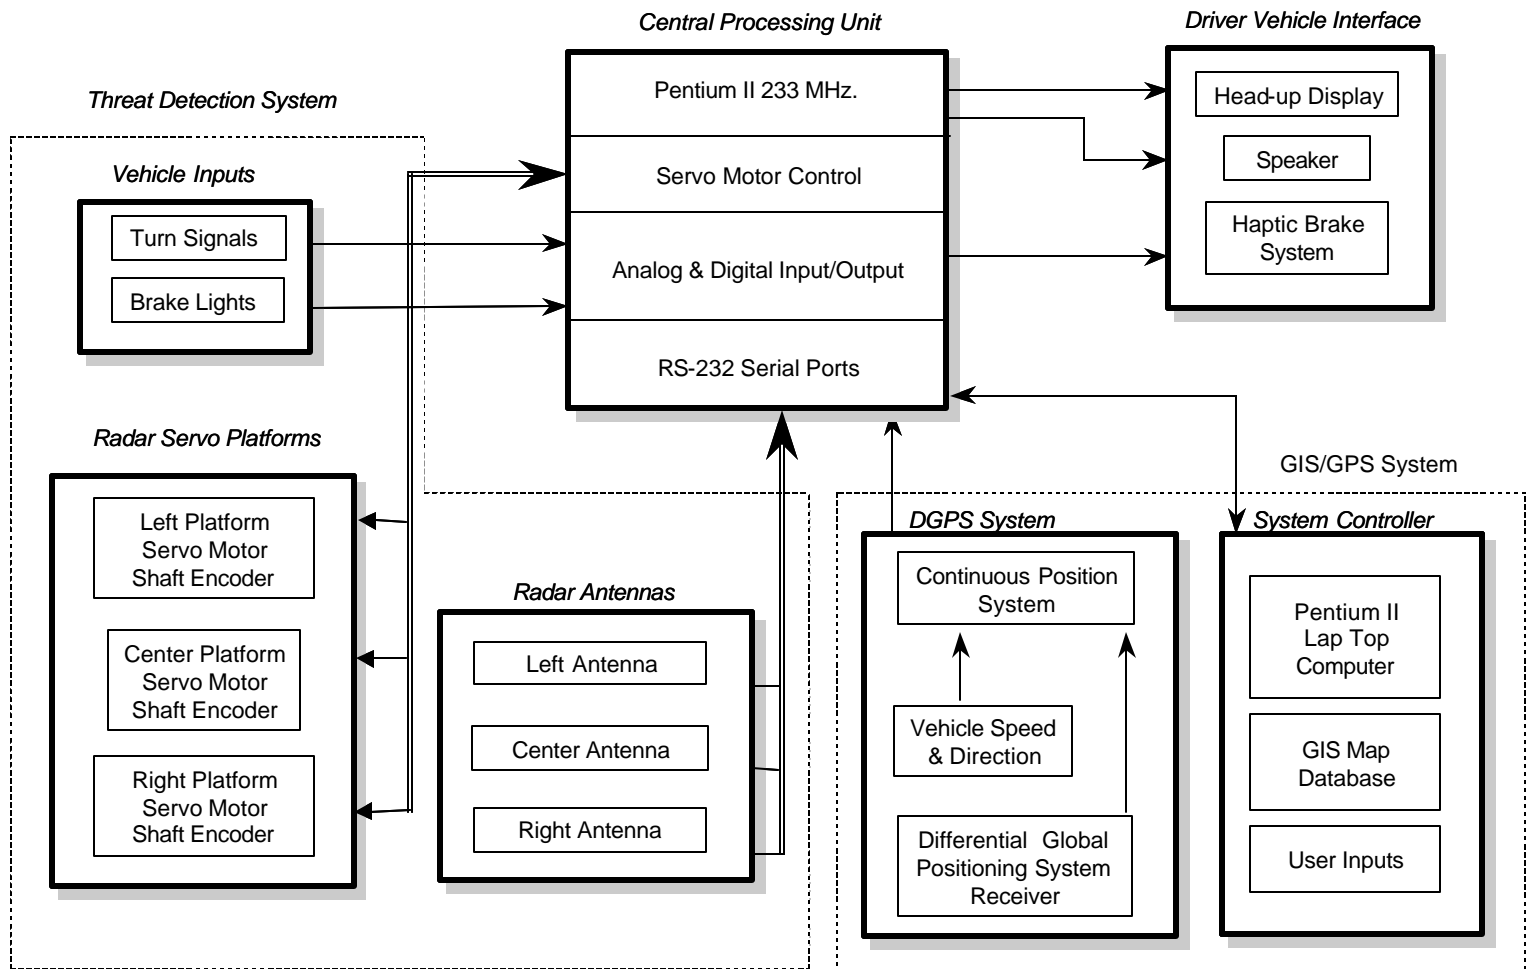 Central Processing Unit
Pentium II 233 MHz.
Servo Motor Control
Analog & Digital Input/Output
RS-232 Serial Ports
Driver Vehicle Interface
Head-up Display
Speaker
Haptic Brake
System
Threat Detection System
Vehicle Inputs
Turn Signals
Brake Lights
Radar Servo Platforms
Left Platform
Servo Motor
Shaft Encoder
Center Platform
Servo Motor
Shaft Encoder
Right Platform
Servo Motor
Shaft Encoder
Radar Antennas
Left Antenna
Center Antenna
Right Antenna
GIS/GPS System
DGPS System
Continuous Position
System
Vehicle Speed
& Direction
Differential Global
Positioning System
Receiver
System Controller
Pentium II
Lap Top
Computer
GIS Map
Database
User Inputs